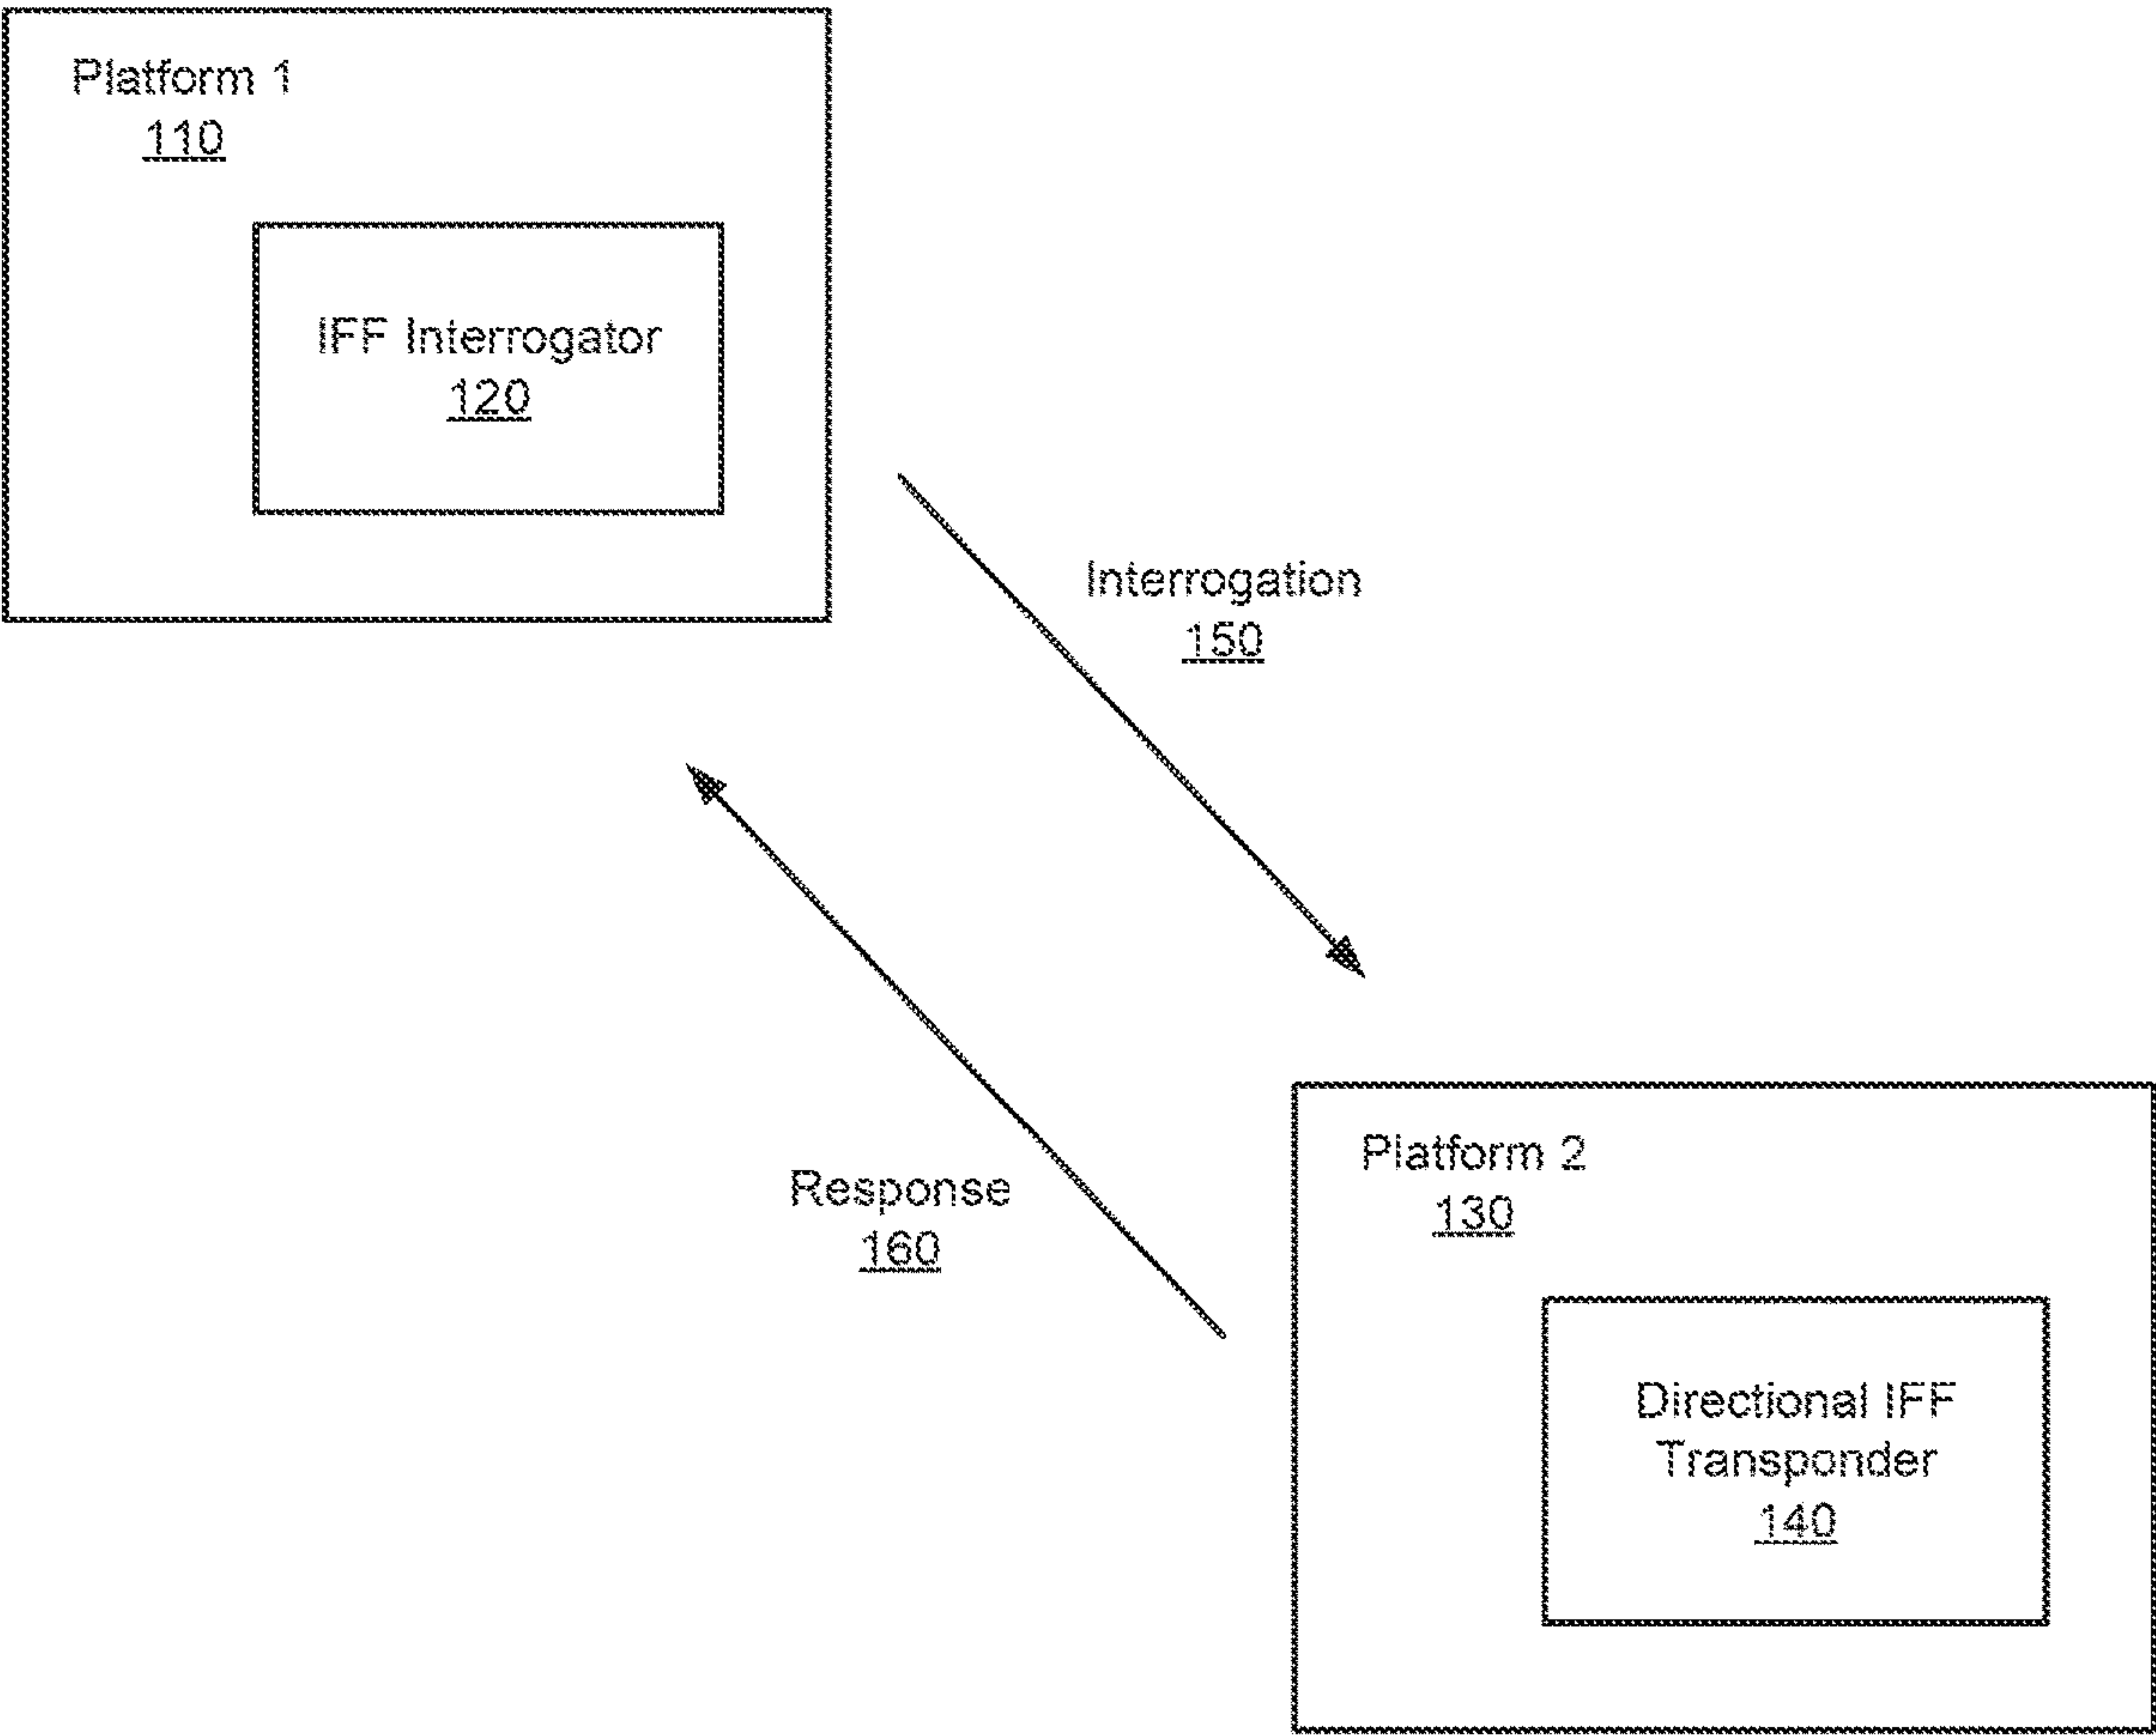 Platform 1
110
IFF Interrogator
120
Interrogation
150
Response
160
Platform 2
130
Directional IFF
Transponder
140